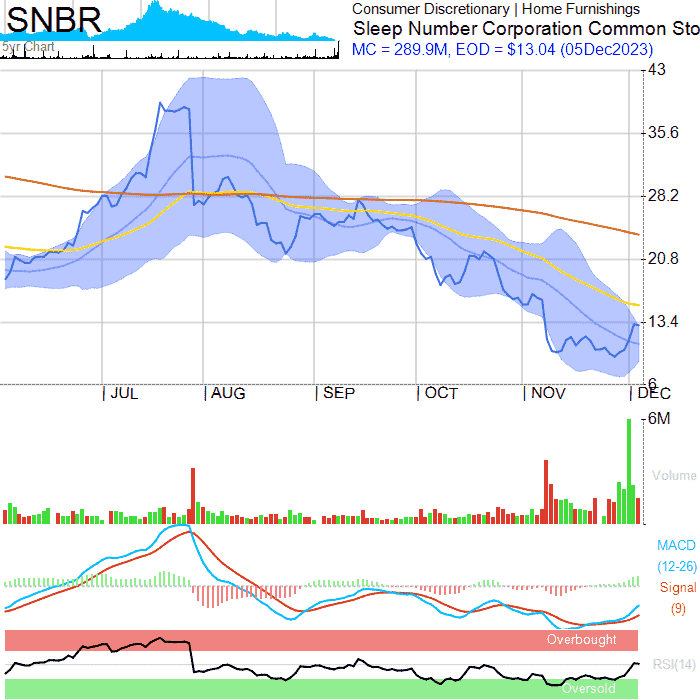 SNBR
5yr Chart
Consumer Discretionary | Home Furnishings
Sleep Number Corporation Common Sto
MC = 289.9M, EOD = $13.04 (05Dec2023)
43
35.6
28.2
20.8
13.4
6
| JUL | AUG | SEP | OCT | NOV | DEC
6M
Volume
MACD
(12-26)
Signal
(9)
Overbought
RSI(14)
Oversold